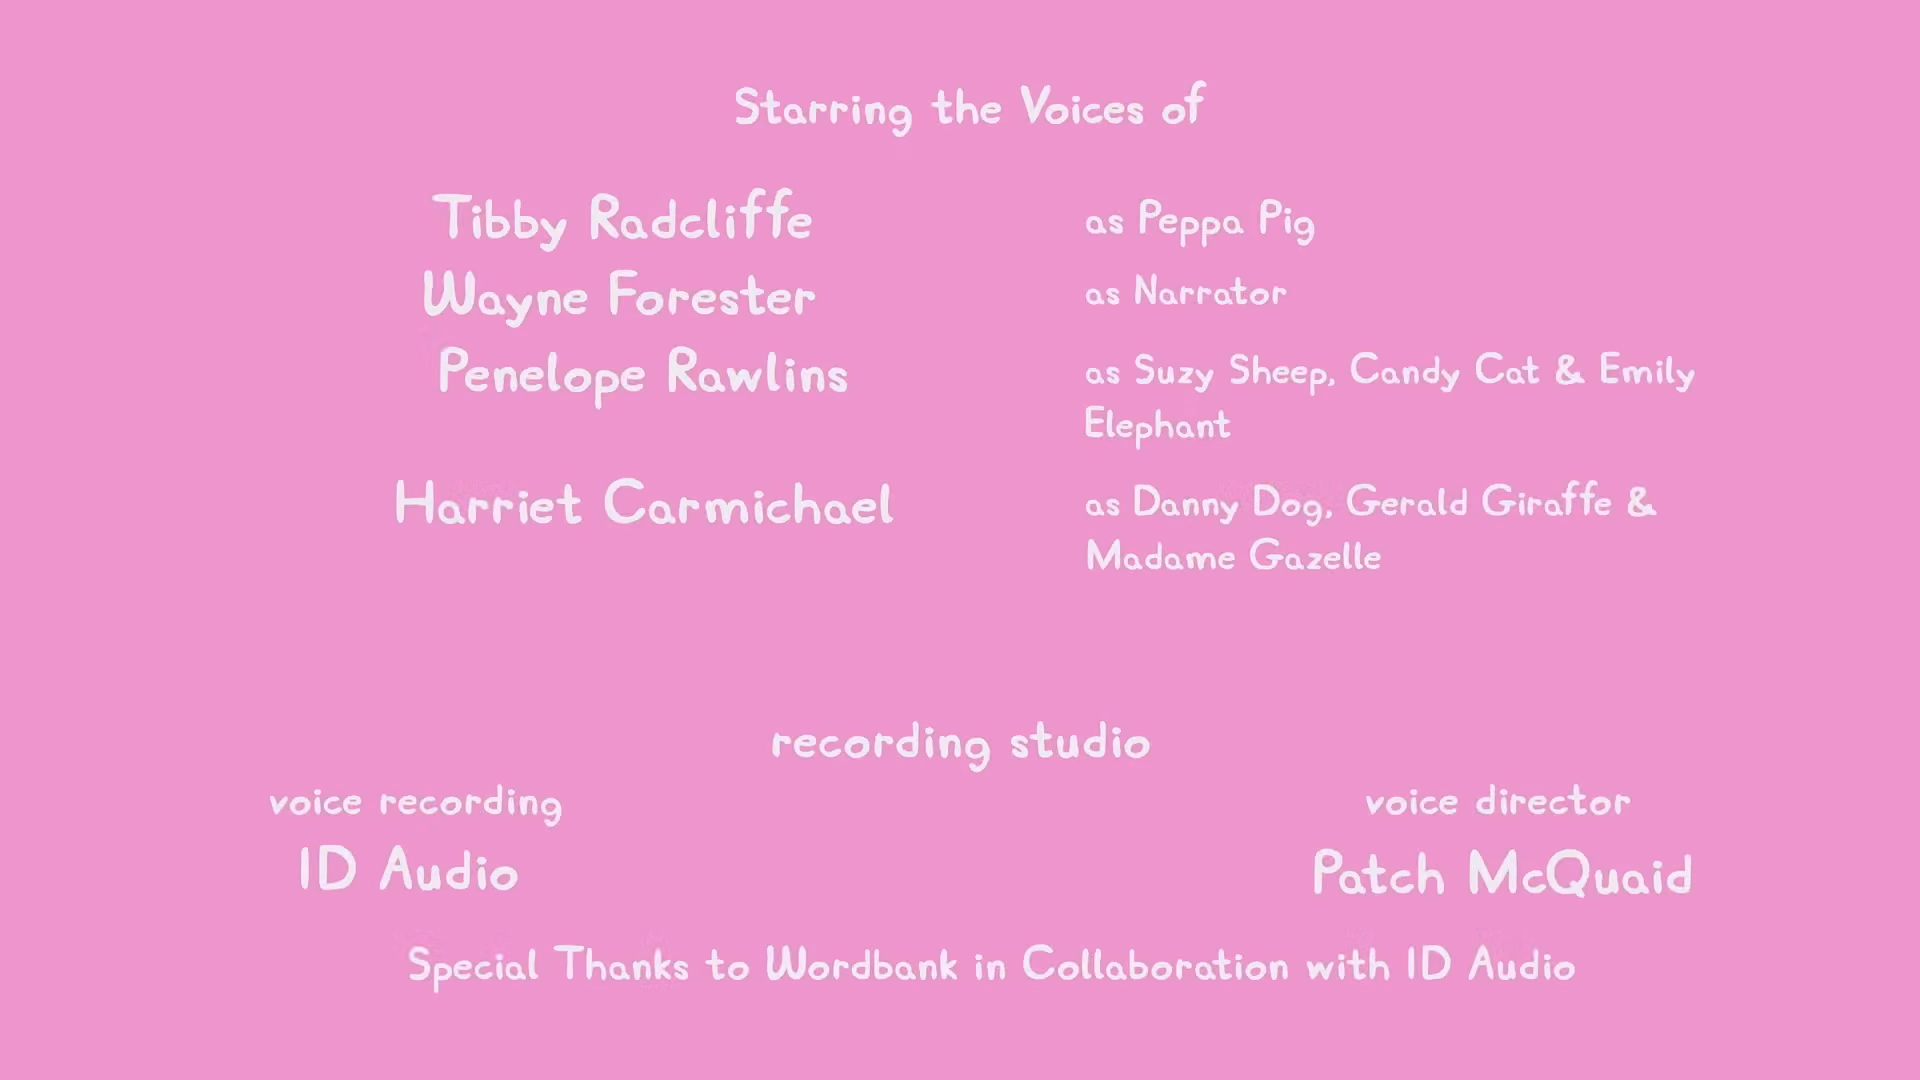 Starring the Voices of
Tibby Radcliffe as Peppa Pig
Wayne Forester as Narrator
Penelope Rawlins as Suzy Sheep, Candy Cat & Emily
Elephant
Harriet Carmichael as Danny Dog, Gerald Giraffe &
Madame Gazelle
recording studio
voice recording voice director
ID Audio Patch McQuaid
Special Thanks to Wordbank in Collaboration with ID Audio